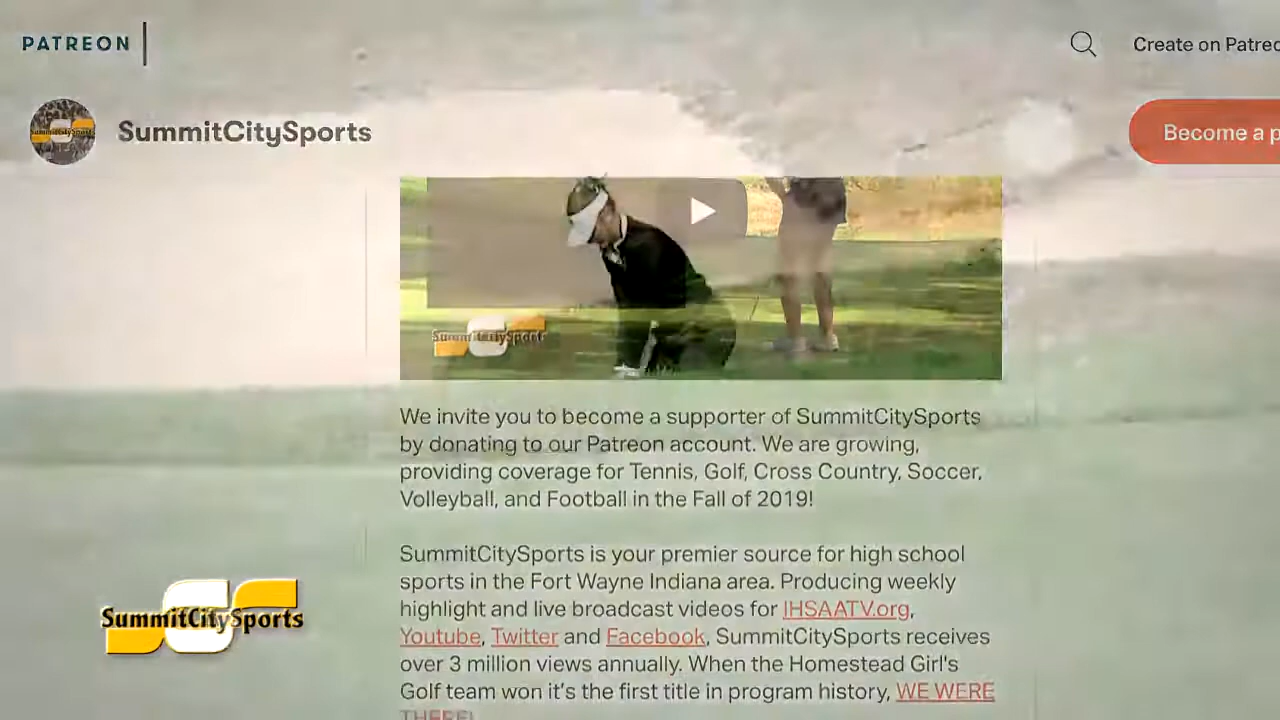 PATREON
Create on Patreo
SummitCitySports
SummitCitySports
Become a p
SummitCitySports
We invite you to become a supporter of SummitCitySports
by donating to our Patreon account. We are growing,
providing coverage for Tennis, Golf, Cross Country, Soccer,
Volleyball, and Football in the Fall of 2019!
SummitCitySports is your premier source for high school
sports in the Fort Wayne Indiana area. Producing weekly
highlight and live broadcast videos for IHSAATV.org,
Youtube, Twitter and Facebook, SummitCitySports receives
over 3 million views annually. When the Homestead Girl's
Golf team won it's the first title in program history, WE WERE
THERE!
SummitCitySports